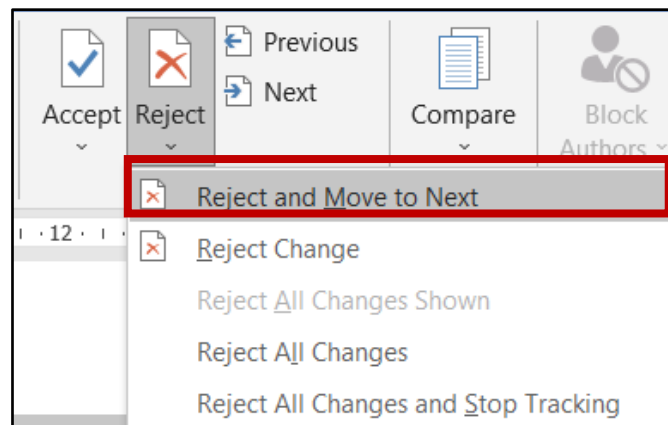 Previous
Next
Accept Reject Compare Block
Authors
Reject and Move to Next
12
Reject Change
Reject All Changes Shown
Reject All Changes
Reject All Changes and Stop Tracking